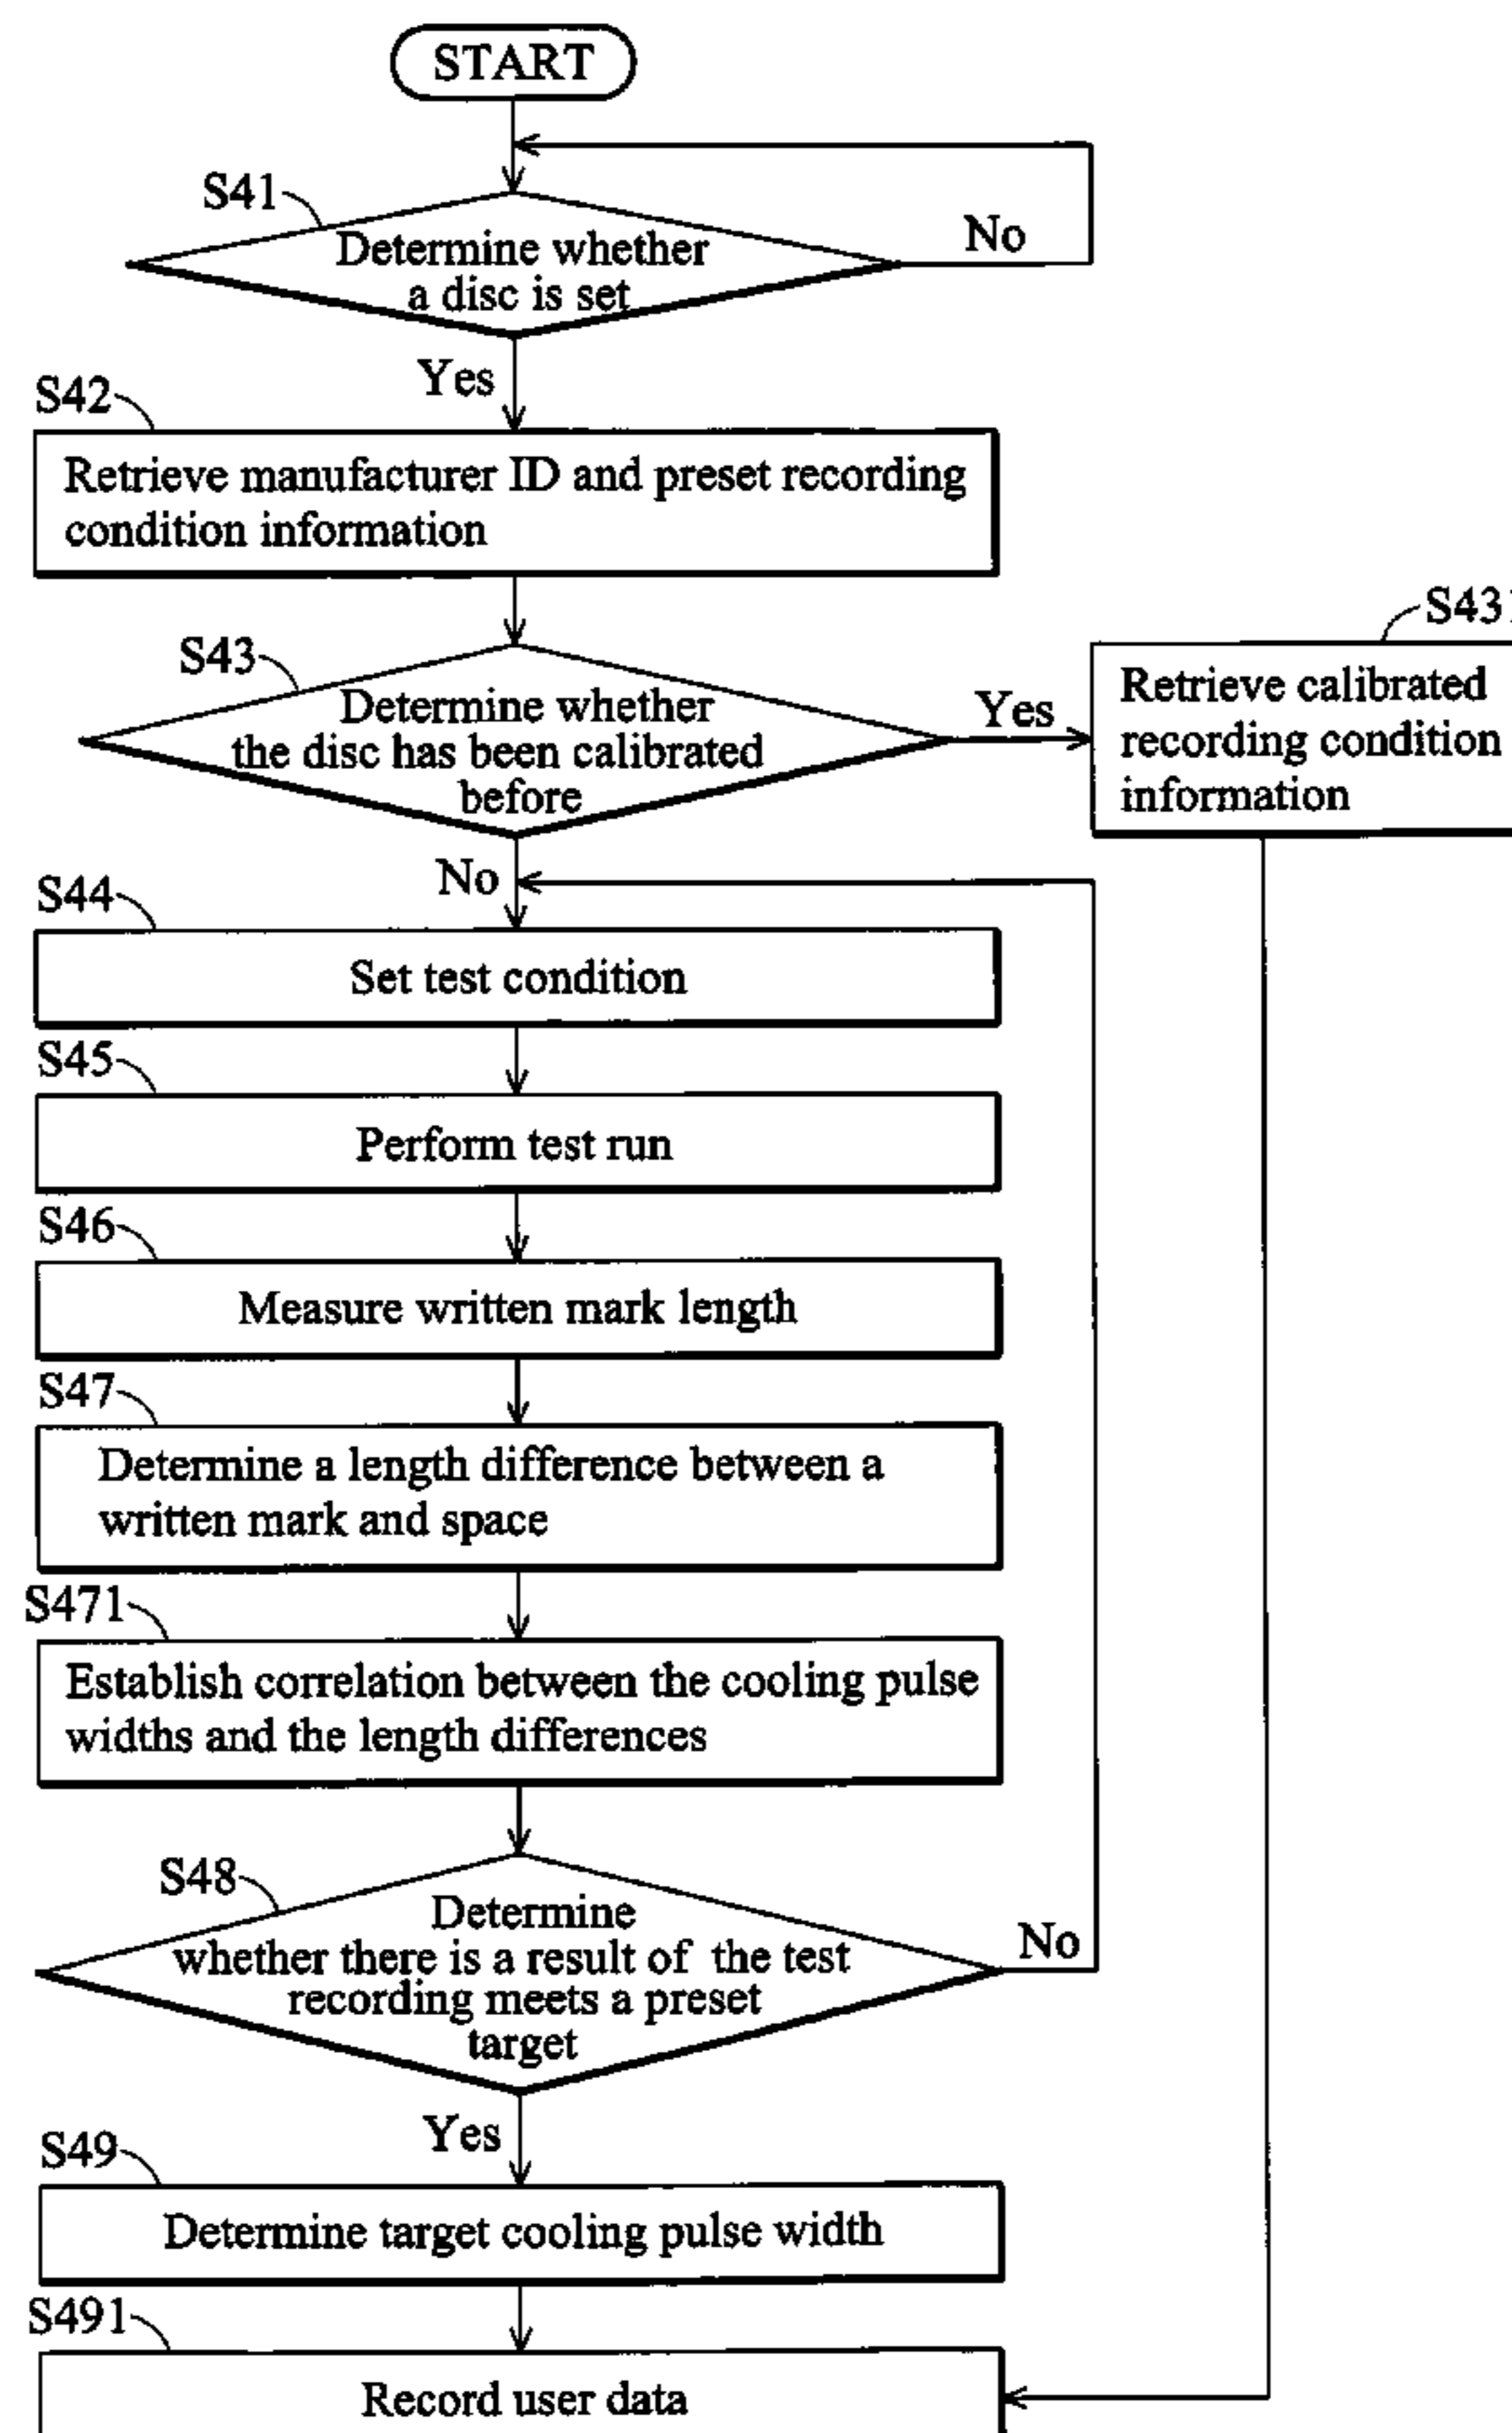 START
S41
Determine whether
a disc is set
No
Yes
S42
Retrieve manufacturer ID and preset recording
condition information
S43
Determine whether
the disc has been calibrated
before
Yes
S431
Retrieve calibrated
recording condition
information
No
S44
Set test condition
S45
Perform test run
S46
Measure written mark length
S47
Determine a length difference between a
written mark and space
S471
Establish correlation between the cooling pulse
widths and the length differences
S48
Determine
whether there is a result of the test
recording meets a preset
target
No
Yes
S49
Determine target cooling pulse width
S491
Record user data